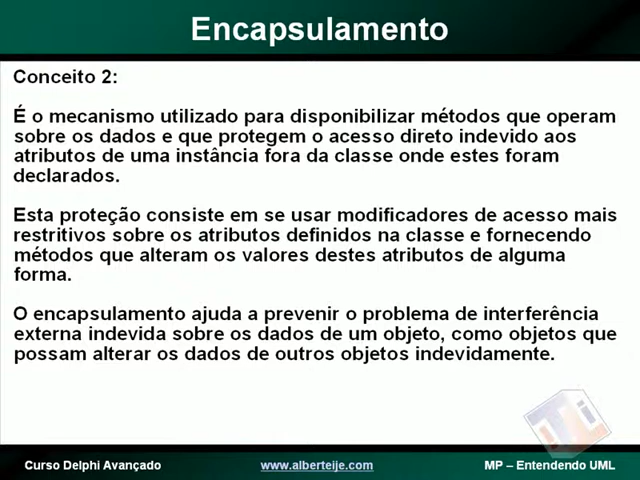 Encapsulamento
Conceito 2:
É o mecanismo utilizado para disponibilizar métodos que operam
sobre os dados e que protegem o acesso direto indevido aos
atributos de uma instância fora da classe onde estes foram
declarados.
Esta proteção consiste em se usar modificadores de acesso mais
restritivos sobre os atributos definidos na classe e fornecendo
métodos que alteram os valores destes atributos de alguma
forma.
O encapsulamento ajuda a prevenir o problema de interferência
externa indevida sobre os dados de um objeto, como objetos que
possam alterar os dados de outros objetos indevidamente.
Curso Delphi Avançado
www.alberteije.com
MP – Entendendo UML